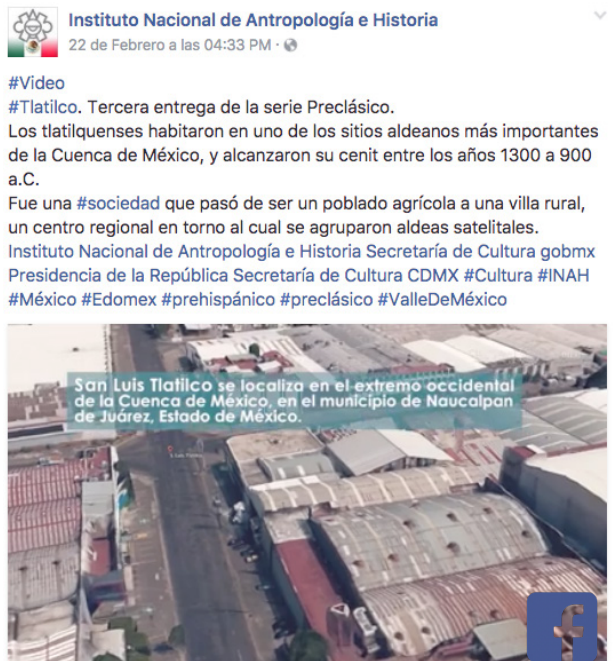 Instituto Nacional de Antropología e Historia
22 de Febrero a las 04:33 PM ·
#Video
#Tlatilco. Tercera entrega de la serie Preclásico.
Los tlatilquenses habitaron en uno de los sitios aldeanos más importantes
de la Cuenca de México, y alcanzaron su cenit entre los años 1300 a 900
a.C.
Fue una #sociedad que pasó de ser un poblado agrícola a una villa rural,
un centro regional en torno al cual se agruparon aldeas satelitales.
Instituto Nacional de Antropología e Historia Secretaría de Cultura gobmx
Presidencia de la República Secretaría de Cultura CDMX #Cultura #INAH
#México #Edomex #prehispánico #preclásico #ValleDeMéxico
San Luis Tlatilco se localiza en el extremo occidental
de la Cuenca de México, en el municipio de Naucalpan
de Juárez, Estado de México.